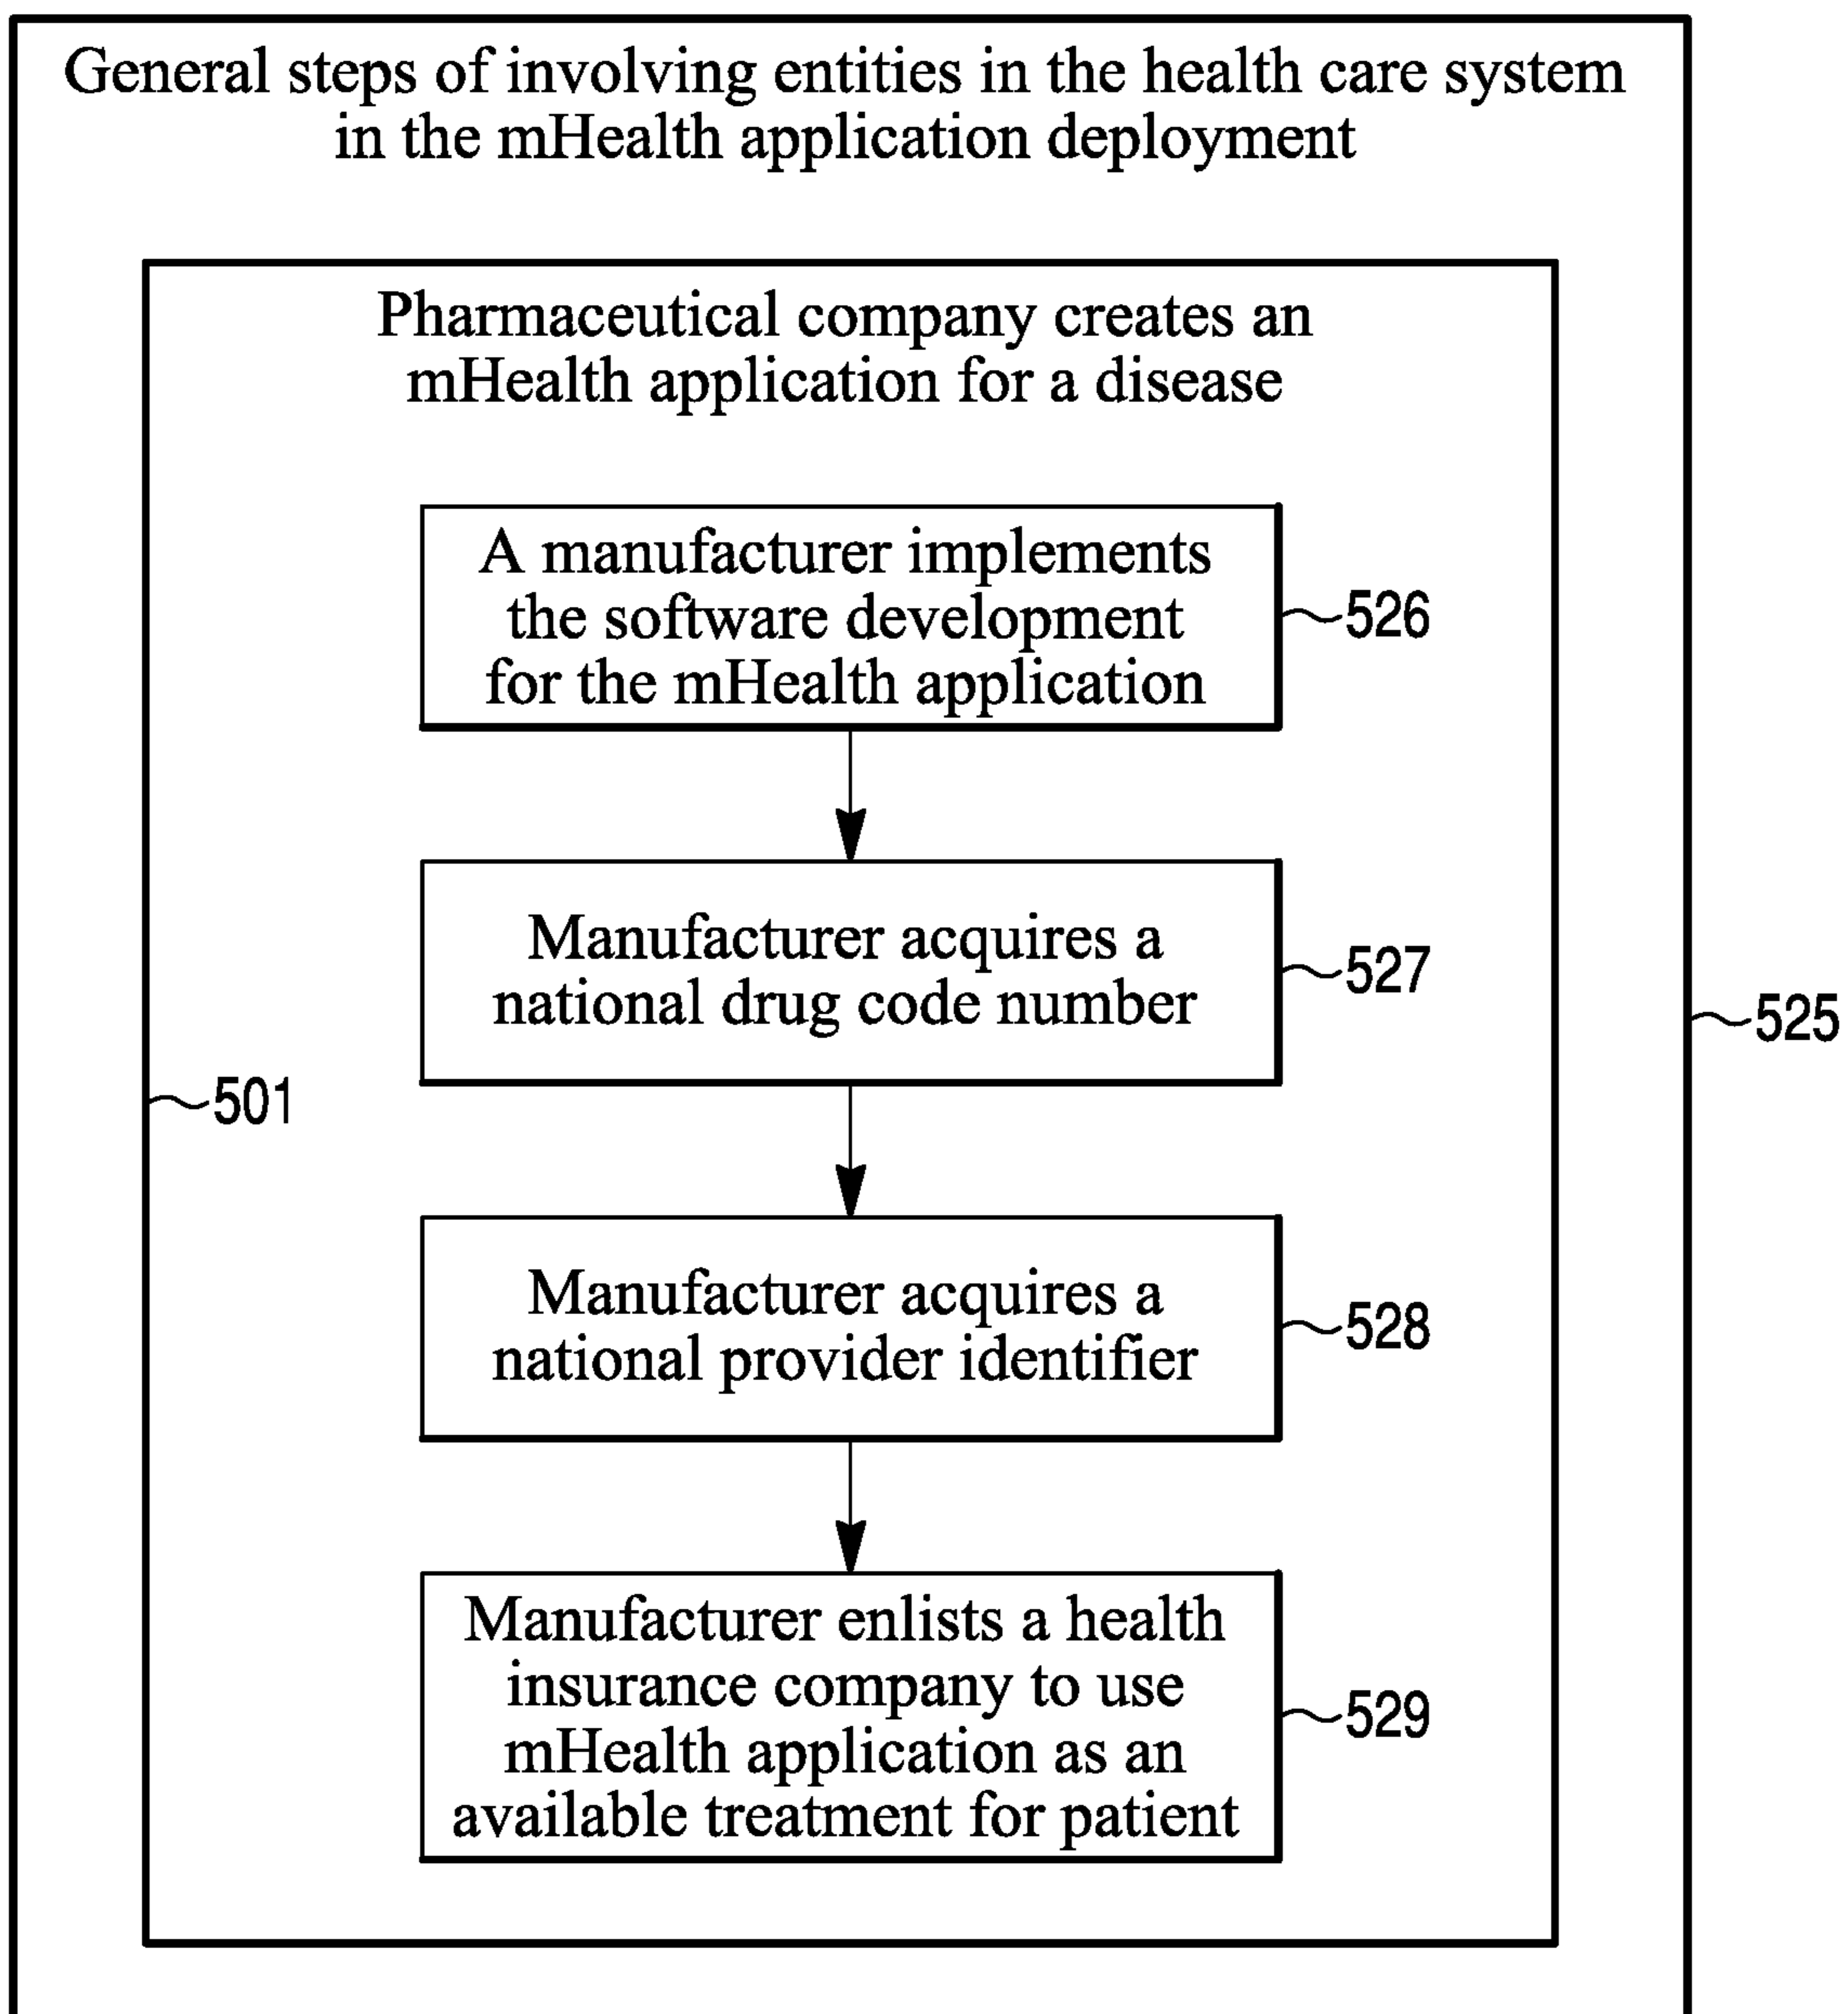 General steps of involving entities in the health care system
in the mHealth application deployment
Pharmaceutical company creates an
mHealth application for a disease
A manufacturer implements
the software development
for the mHealth application
526
Manufacturer acquires a
national drug code number
527
525
501
Manufacturer acquires a
national provider identifier
528
Manufacturer enlists a health
insurance company to use
mHealth application as an
available treatment for patient
529